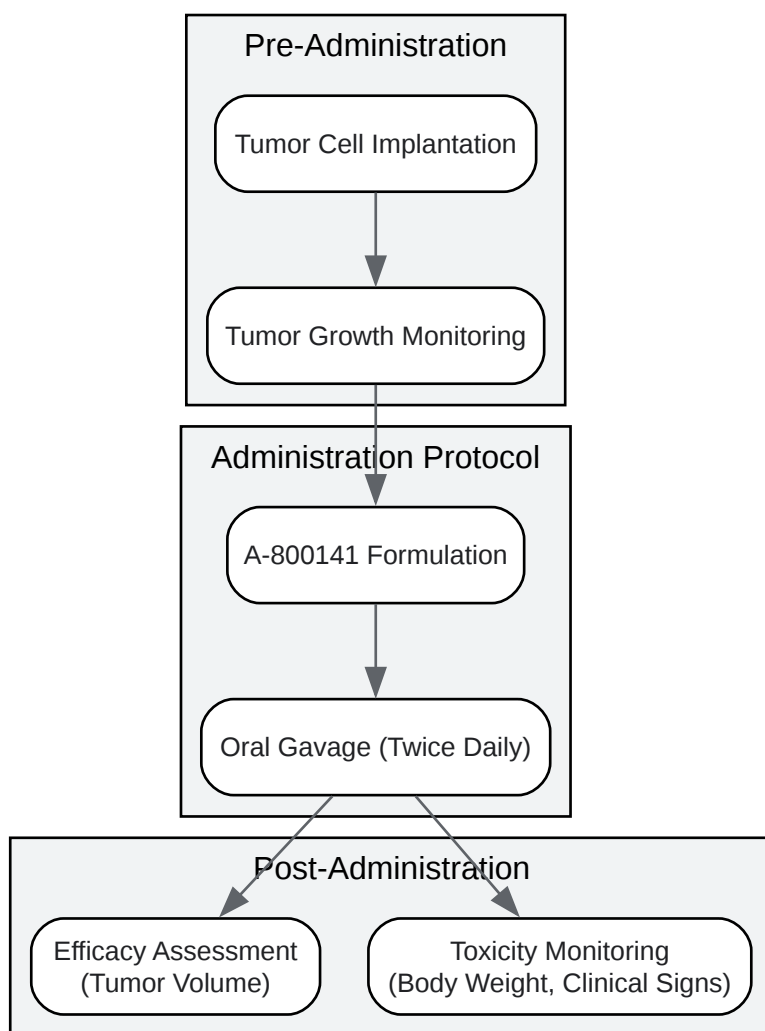 Pre-Administration
Tumor Cell Implantation
Tumor Growth Monitoring
Administration Protocol
A-800141 Formulation
Oral Gavage (Twice Daily)
Post-Administration
Efficacy Assessment
(Tumor Volume)
Toxicity Monitoring
(Body Weight, Clinical Signs)